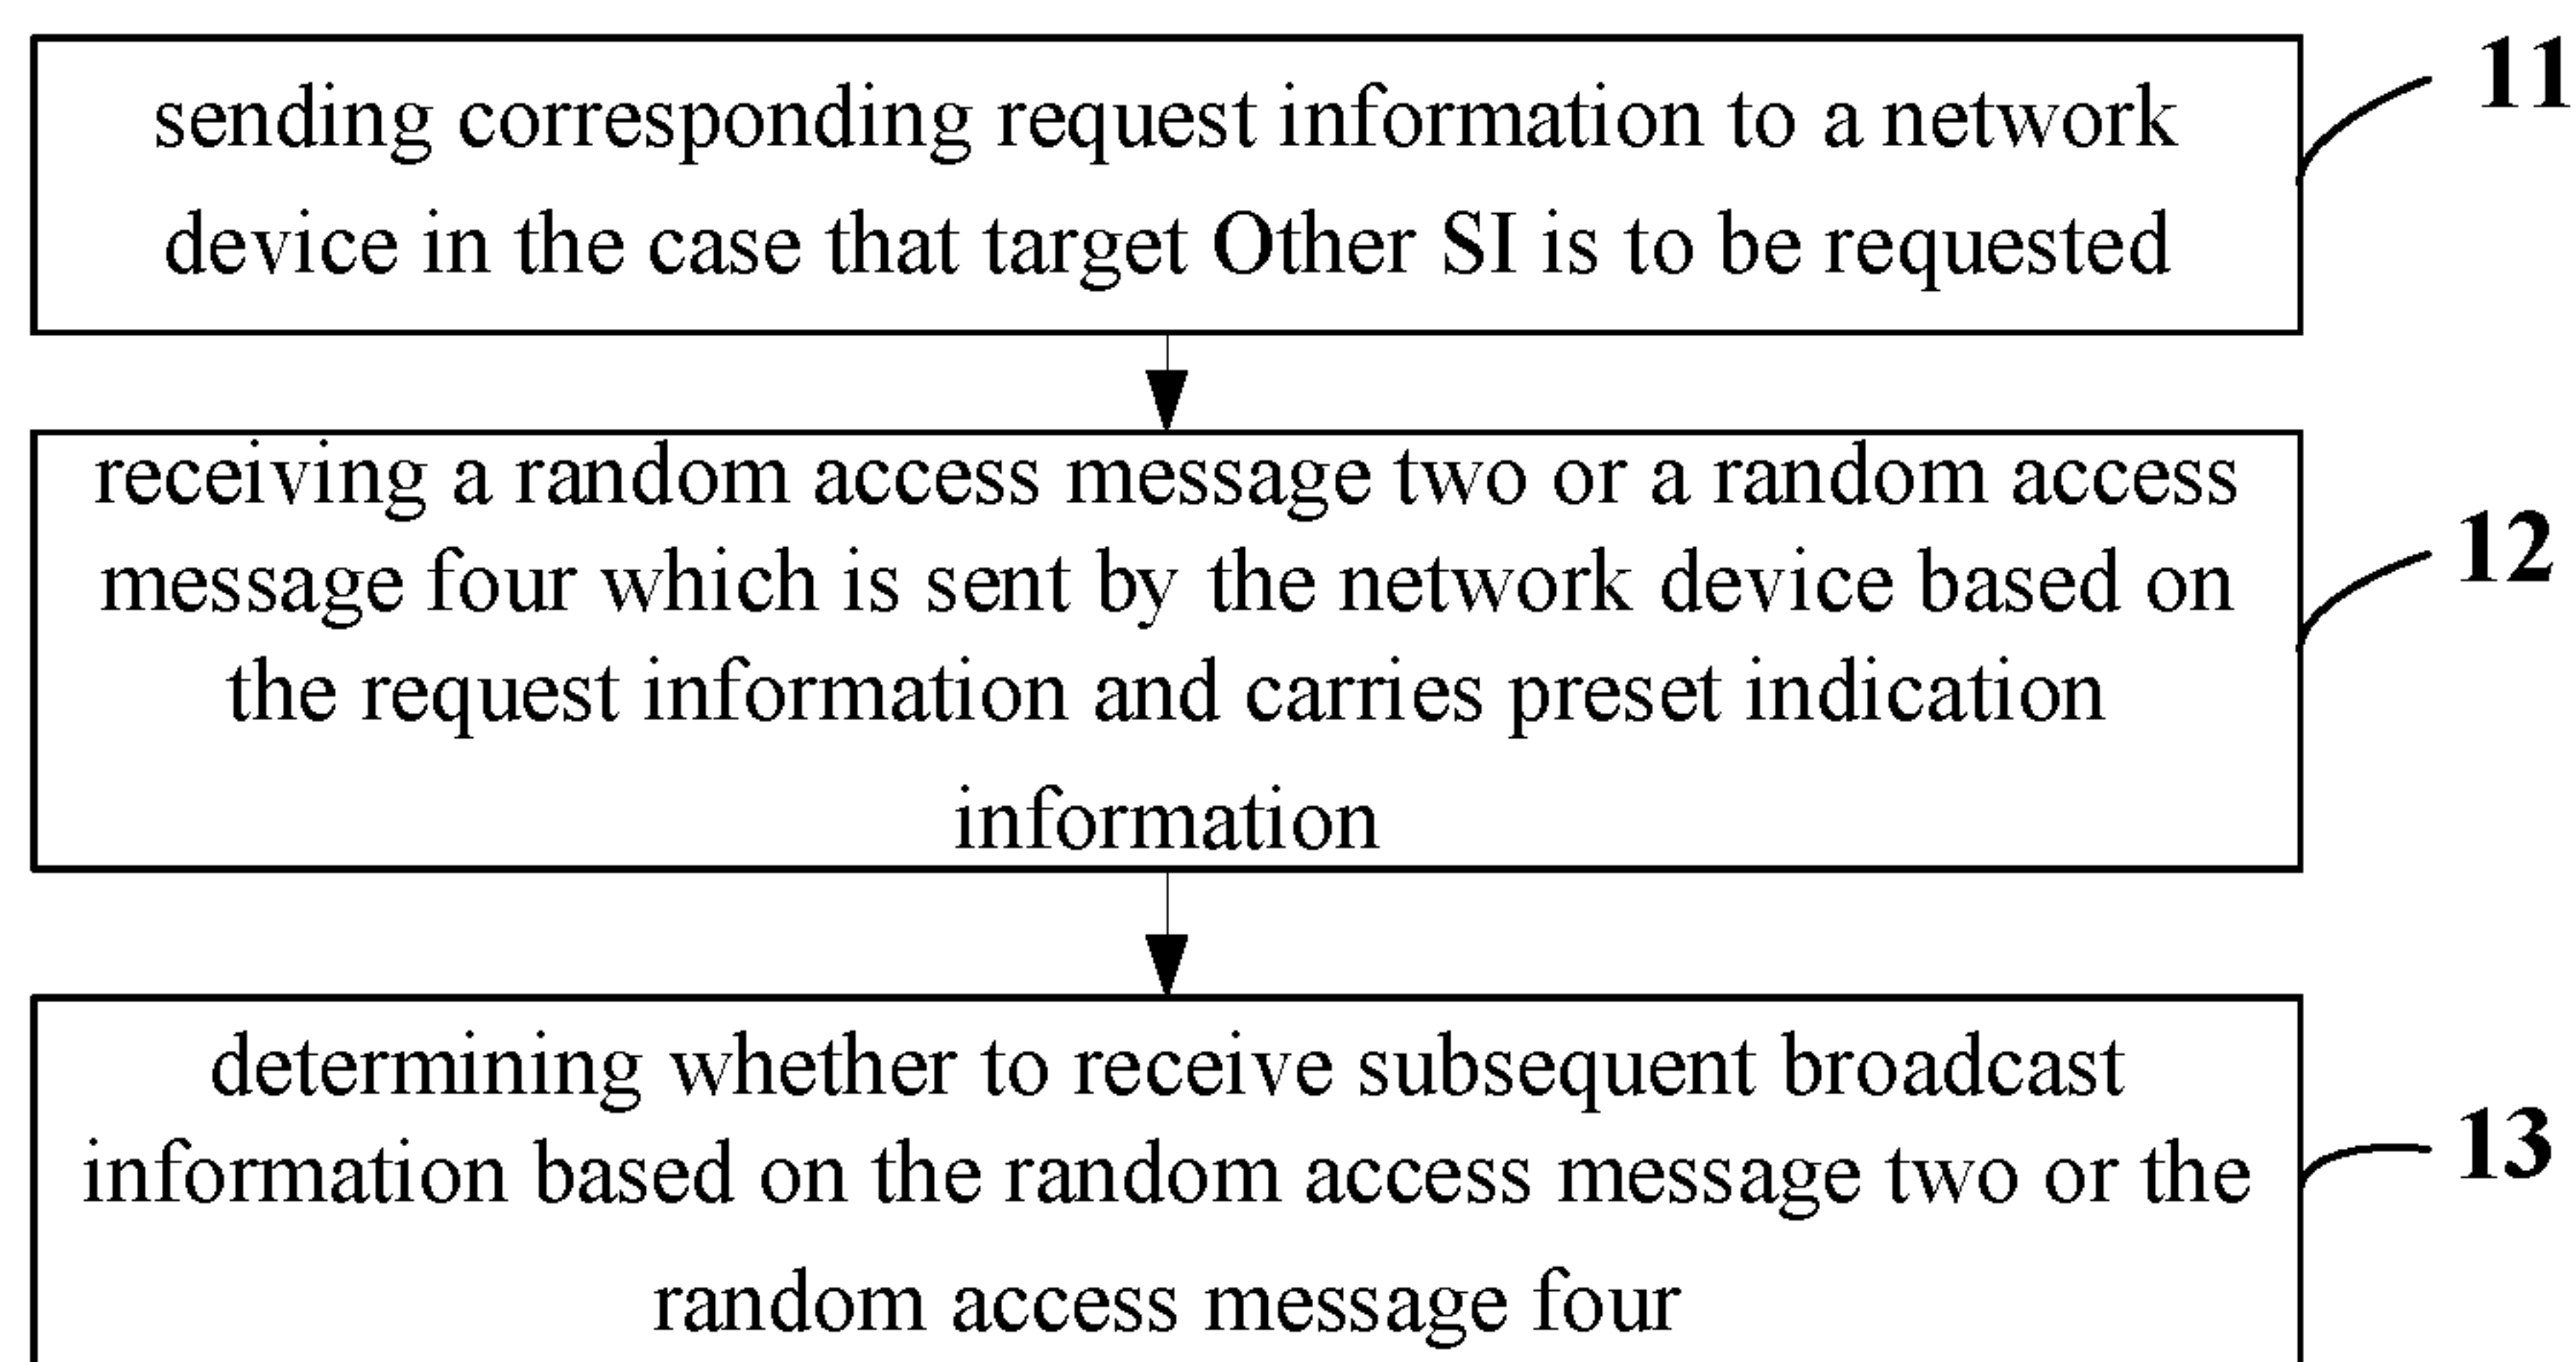 sending corresponding request information to a network
device in the case that target Other SI is to be requested
11
receiving a random access message two or a random access
message four which is sent by the network device based on
the request information and carries preset indication
information
12
determining whether to receive subsequent broadcast
information based on the random access message two or the
random access message four
13